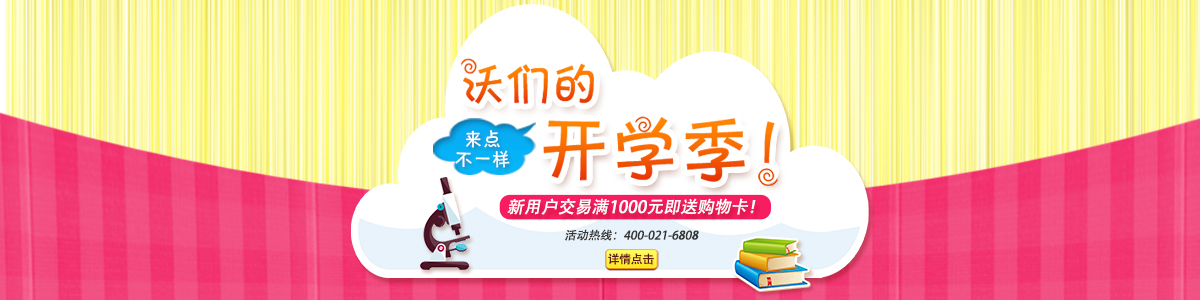 沃们的
来点
不一样
开学季!
新用户交易满1000元即送购物卡!
活动热线：400-021-6808
详情点击